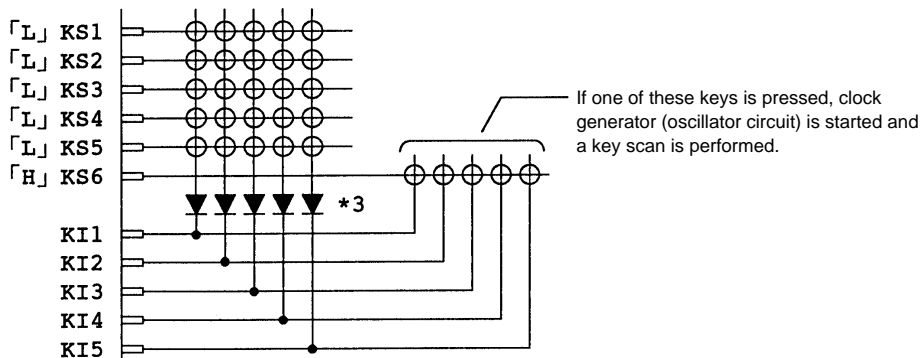 「L」 KS1
「L」 KS2
「L」 KS3
「L」 KS4
「L」 KS5
「H」 KS6
If one of these keys is pressed, clock
generator (oscillator circuit) is started and
a key scan is performed.
*3
KI1
KI2
KI3
KI4
KI5